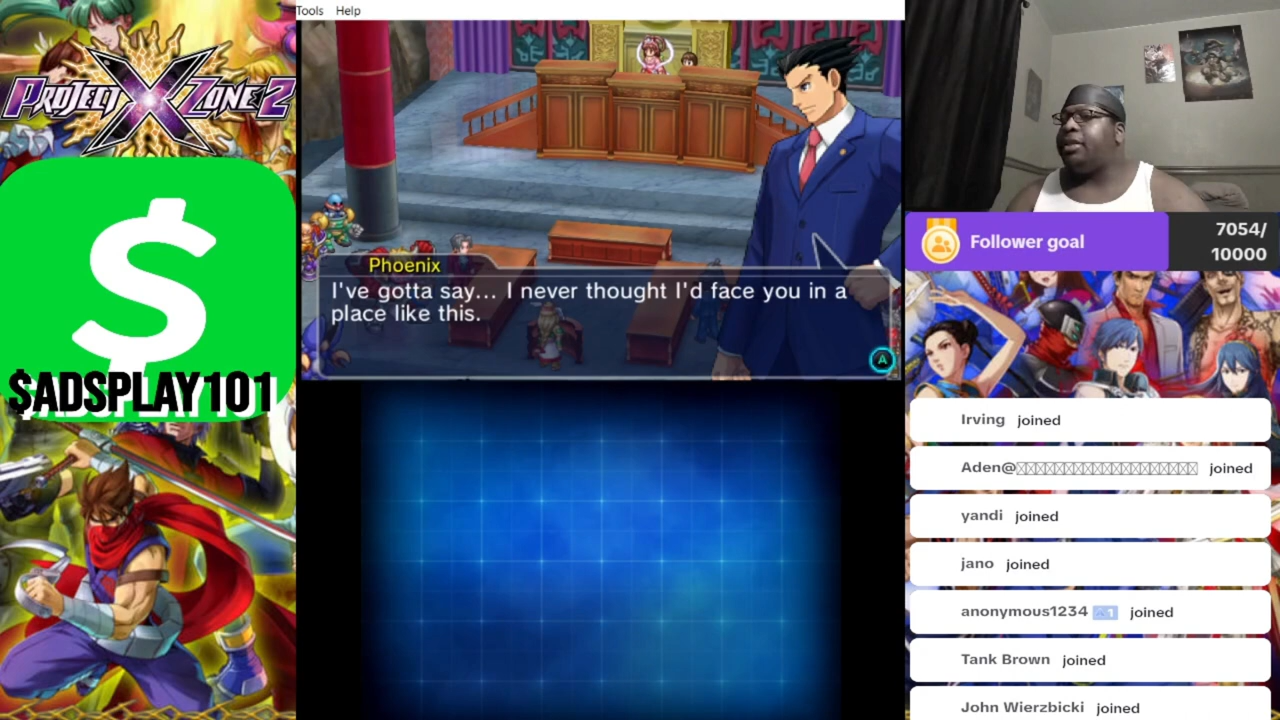 Tools Help
PROJECT X ZONE 2
$
$ADSPLAY101
Phoenix
I've gotta say... I never thought I'd face you in a
place like this.
A
Follower goal
7054/
10000
Irving joined
Aden@ joined
yandi joined
jano joined
anonymous1234 1 joined
Tank Brown joined
John Wierzbicki joined